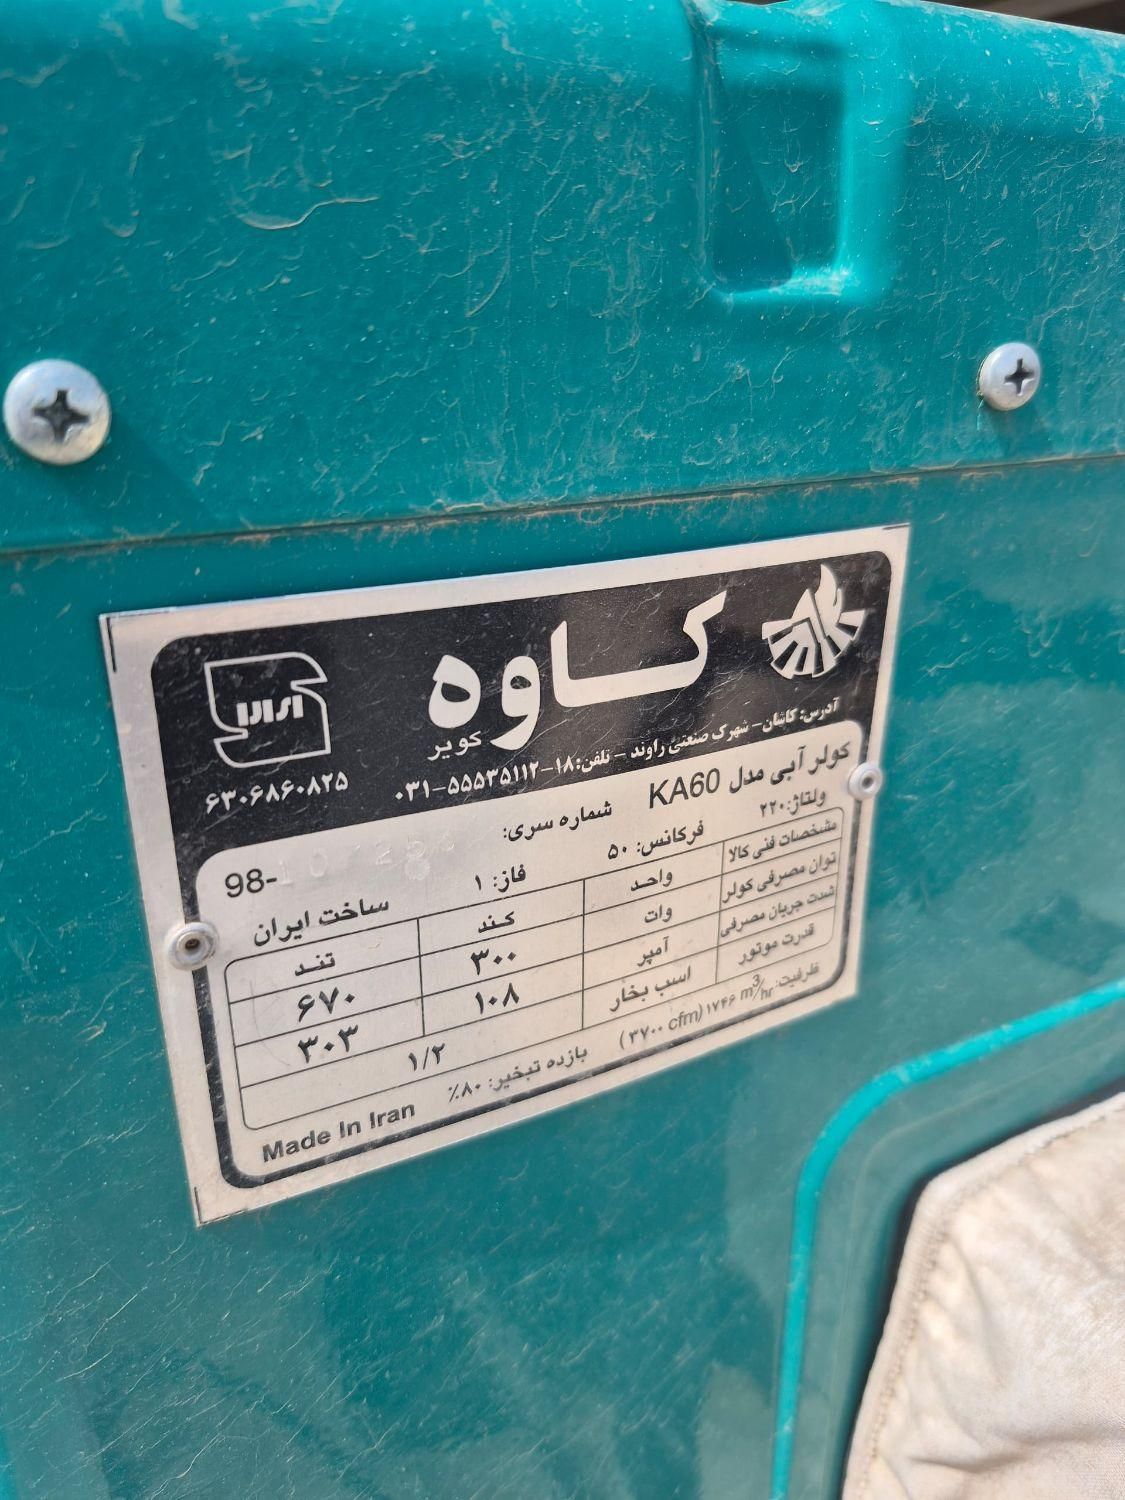 کاوه
کویر
ایران
۶۳۰۶۸۶۰۸۲۵
آدرس: کاشان- شهرک صنعتی راوند - تلفن: ۱۸-۵۵۵۳۵۱۱۲-۰۳۱
کولر آبی مدل KA60
شماره سری: 98-
ولتاژ: ۲۲۰ فرکانس: ۵۰ فاز: ۱ ساخت ایران
مشخصات فنی کالا واحد کند تند
توان مصرفی کولر وات ۳۰۰ ۶۷۰
شدت جریان مصرفی آمپر ۱۰۸ ۳۰۳
قدرت موتور اسب بخار ۱/۲
ظرفیت: ۱۷۴۶ m3/hr (۳۷۰۰ cfm) بازده تبخیر: ۸۰٪ Made In Iran